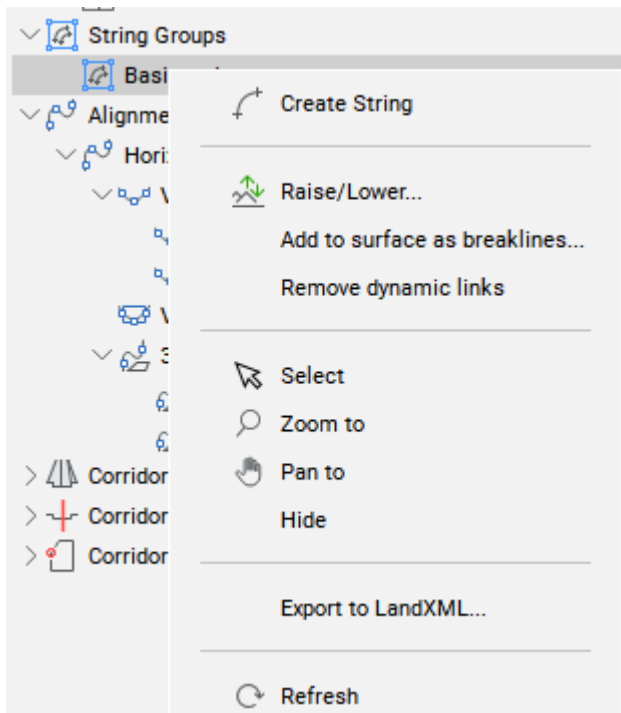 String Groups
Basi
Create String
Alignme
Hori
Raise/Lower...
Add to surface as breaklines...
Remove dynamic links
Select
Zoom to
Corridor
Pan to
Corridor
Hide
Corridor
Export to LandXML...
Refresh